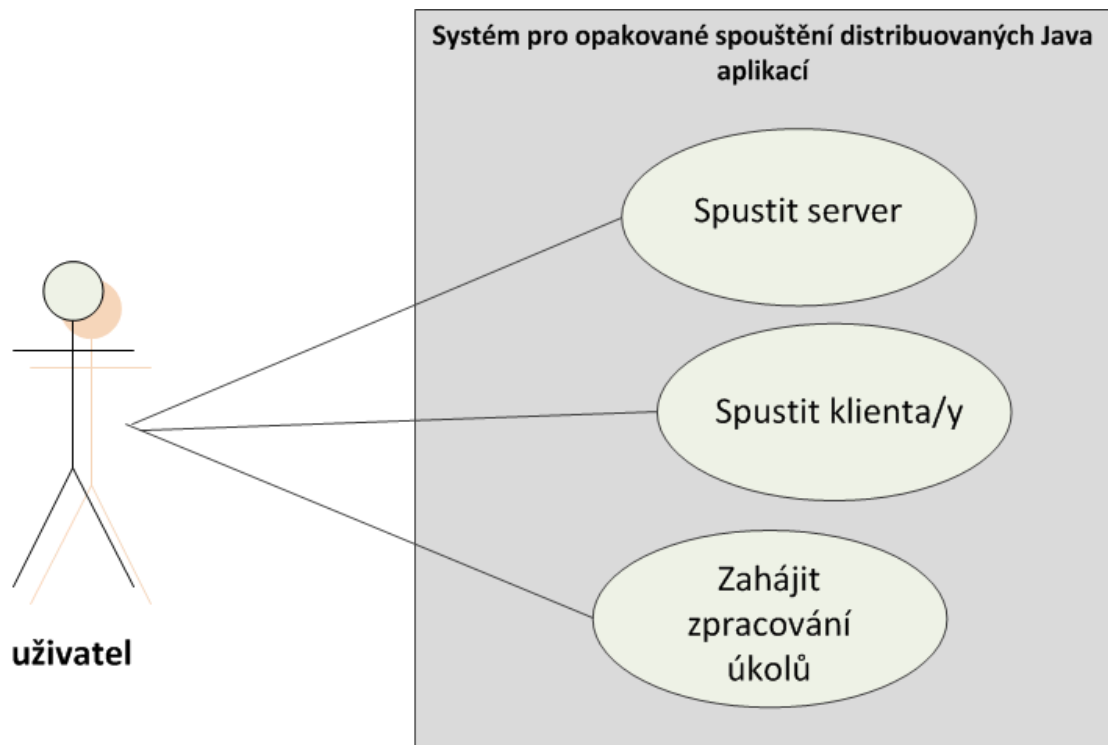 Systém pro opakované spouštění distribuovaných Java
aplikací
Spustit server
Spustit klienta/y
Zahájit
zpracování
úkolů
uživatel